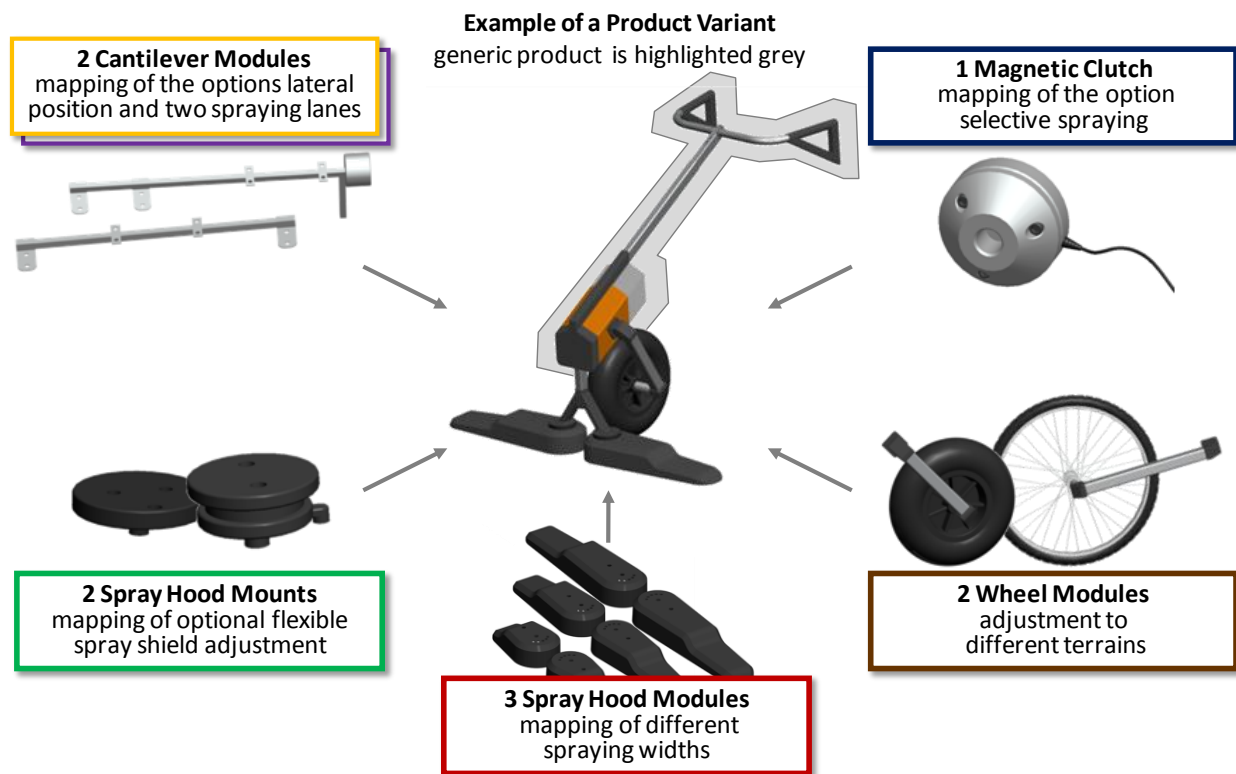 Example of a Product Variant
generic product is highlighted grey
2 Cantilever Modules
mapping of the options lateral
position and two spraying lanes
1 Magnetic Clutch
mapping of the option
selective spraying
2 Spray Hood Mounts
mapping of optional flexible
spray shield adjustment
3 Spray Hood Modules
mapping of different
spraying widths
2 Wheel Modules
adjustment to
different terrains